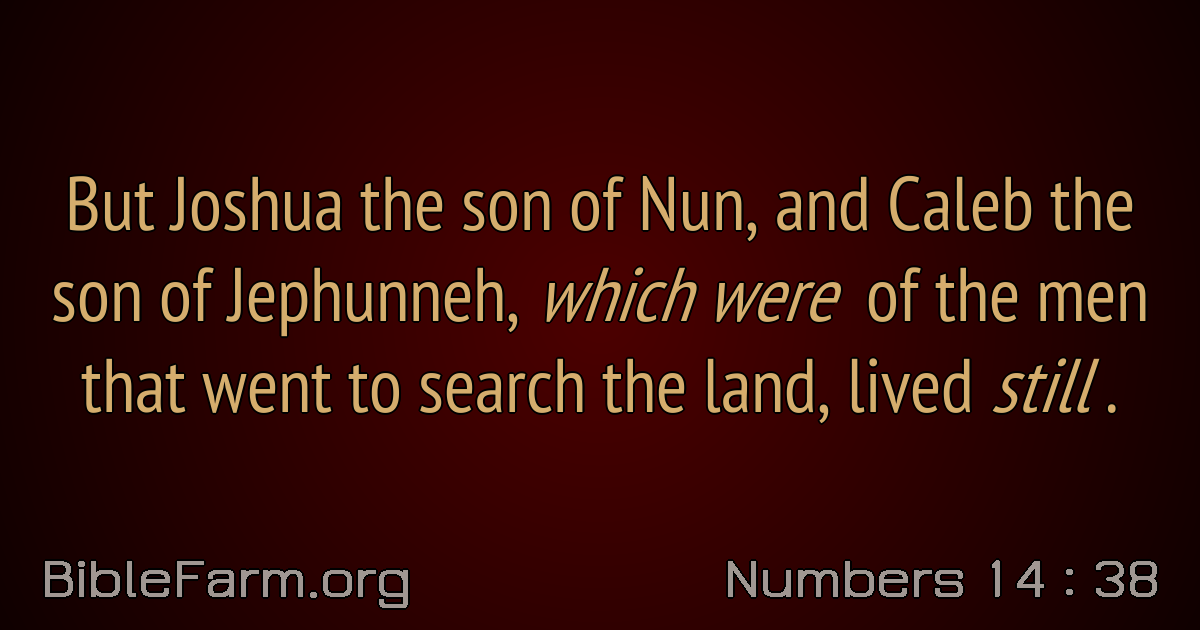 But Joshua the son of Nun, and Caleb the
son of Jephunneh, which were of the men
that went to search the land, lived still .
BibleFarm.org
Numbers 14 : 38